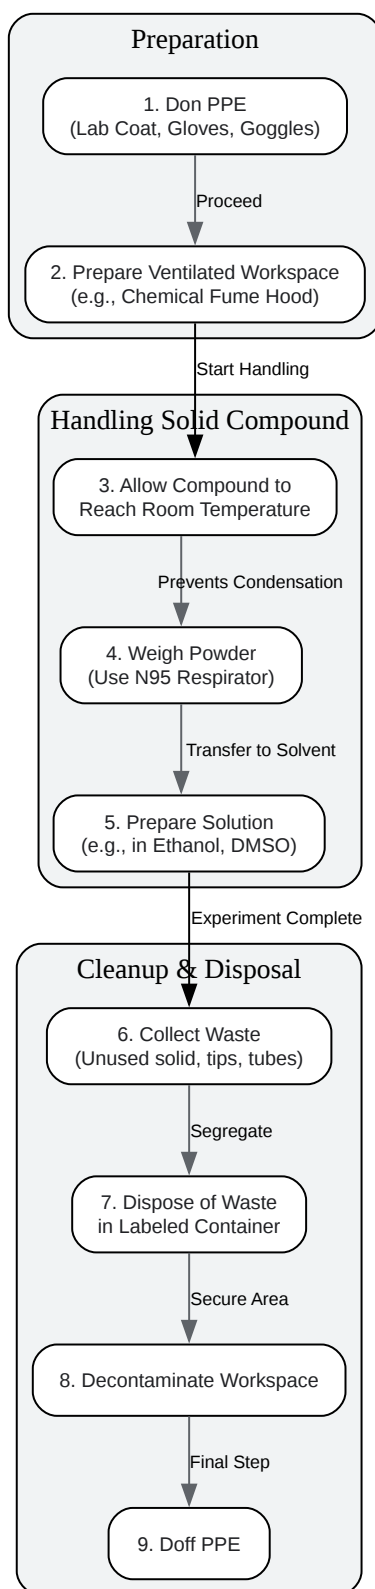 Preparation
1. Don PPE
(Lab Coat, Gloves, Goggles)
Proceed
2. Prepare Ventilated Workspace
(e.g., Chemical Fume Hood)
Start Handling
Handling Solid Compound
3. Allow Compound to
Reach Room Temperature
Prevents Condensation
4. Weigh Powder
(Use N95 Respirator)
Transfer to Solvent
5. Prepare Solution
(e.g., in Ethanol, DMSO)
Experiment Complete
Cleanup & Disposal
6. Collect Waste
(Unused solid, tips, tubes)
Segregate
7. Dispose of Waste
in Labeled Container
Secure Area
8. Decontaminate Workspace
Final Step
9. Doff PPE